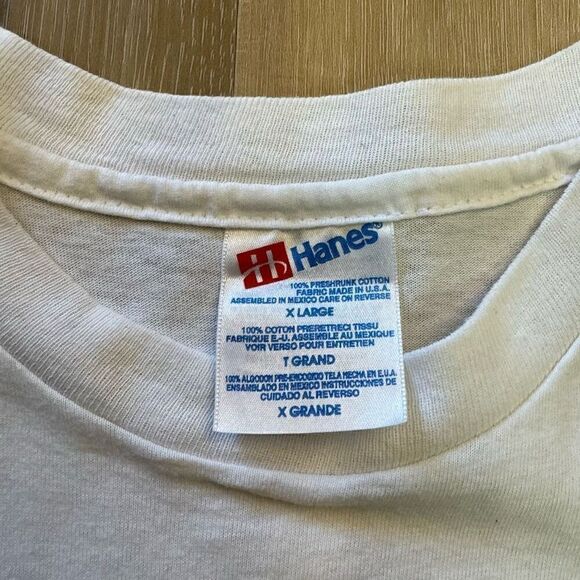 H Hanes®
100% PRESHRUNK COTTON
FABRIC MADE IN U.S.A.
ASSEMBLED IN MEXICO CARE ON REVERSE
X LARGE
100% COTON PRERETRECI TISSU
FABRIQUE E.-U. ASSEMBLE AU MEXIQUE
VOIR VERSO POUR ENTRETIEN
T GRAND
100% ALGODON PRE-ENCOGIDO TELA HECHA EN E.U.A.
ENSAMBLADO EN MEXICO INSTRUCCIONES DE
CUIDADO AL REVERSO
X GRANDE